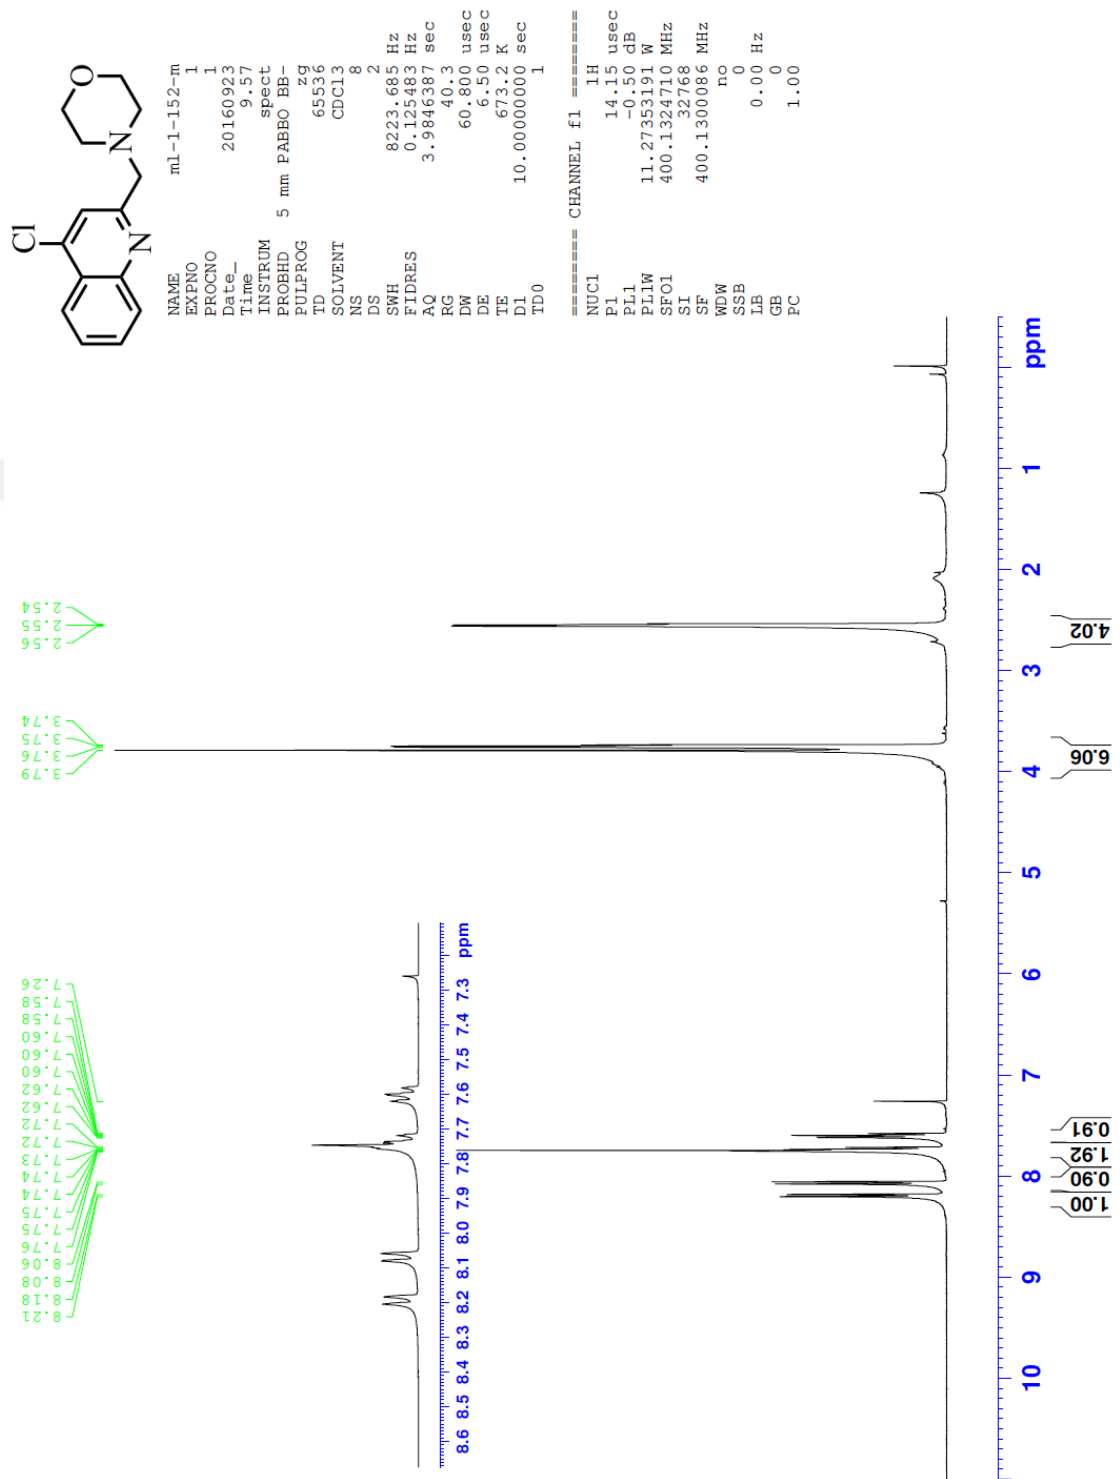 8.21
8.18
8.08
8.06
7.76
7.75
7.75
7.74
7.74
7.73
7.72
7.72
7.62
7.62
7.60
7.60
7.60
7.58
7.58
7.26
3.79
3.76
3.75
3.74
2.56
2.55
2.54
Cl
N
N
O
NAME ml-1-152-m
EXPNO 1
PROCNO 1
Date_ 20160923
Time 9.57
INSTRUM spect
PROBHD 5 mm PABBO BB-
PULPROG zg
TD 65536
SOLVENT CDCl3
NS 8
DS 2
SWH 8223.685 Hz
FIDRES 0.125483 Hz
AQ 3.9846387 sec
RG 40.3
DW 60.800 usec
DE 6.50 usec
TE 673.2 K
D1 10.00000000 sec
TD0 1
======== CHANNEL f1 ========
NUC1 1H
P1 14.15 usec
PL1 -0.50 dB
PL1W 11.27353191 W
SFO1 400.1324710 MHz
SI 32768
SF 400.1300086 MHz
WDW no
SSB 0
LB 0.00 Hz
GB 0
PC 1.00
8.6 8.5 8.4 8.3 8.2 8.1 8.0 7.9 7.8 7.7 7.6 7.5 7.4 7.3 ppm
10 9 8 7 6 5 4 3 2 1 ppm
1.00
0.90
1.92
0.91
6.06
4.02